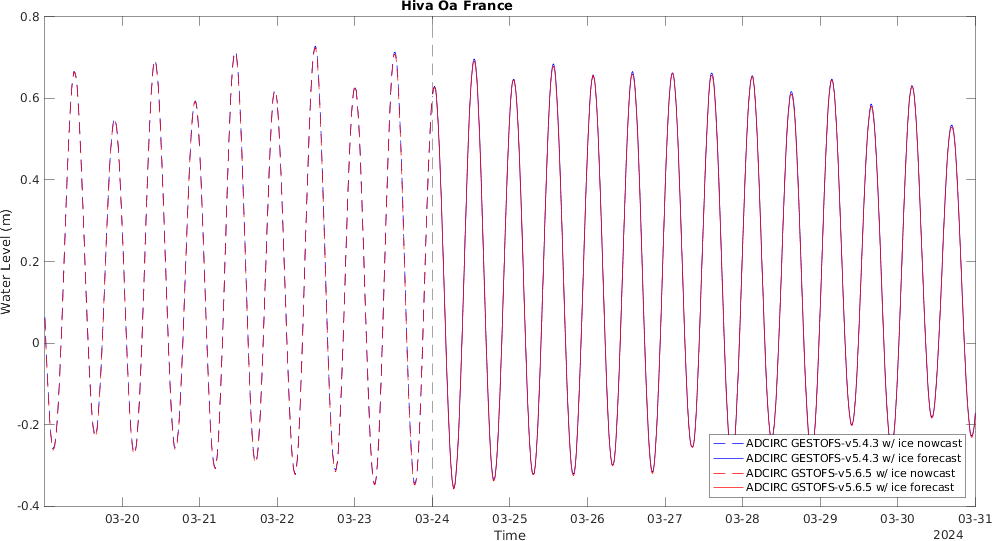 Hiva Oa France
0.8
0.6
0.4
0.2
0
-0.2
-0.4
Water Level (m)
ADCIRC GESTOFS-v5.4.3 w/ ice nowcast
ADCIRC GESTOFS-v5.4.3 w/ ice forecast
ADCIRC GSTOFS-v5.6.5 w/ ice nowcast
ADCIRC GSTOFS-v5.6.5 w/ ice forecast
03-20 03-21 03-22 03-23 03-24 03-25 03-26 03-27 03-28 03-29 03-30 03-31
Time
2024